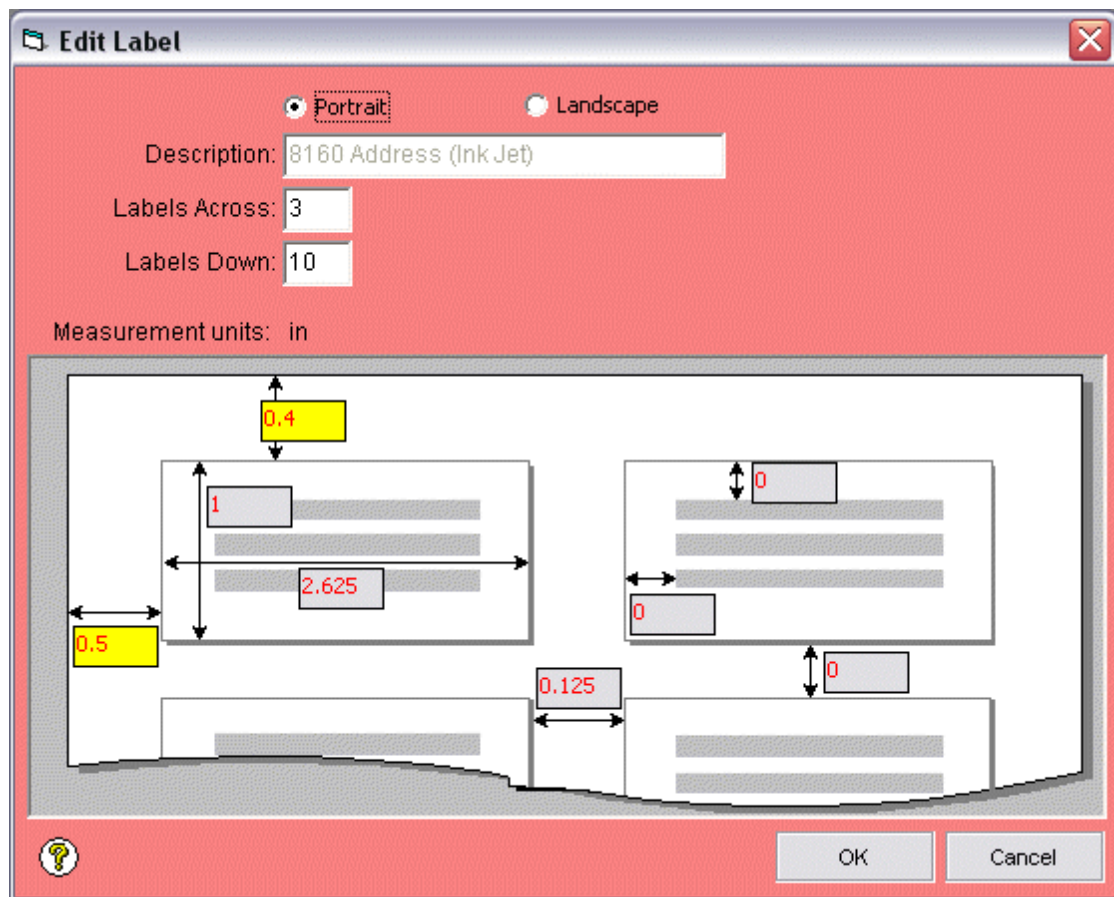 Edit Label
Portrait Landscape
Description: 8160 Address (Ink Jet)
Labels Across: 3
Labels Down: 10
Measurement units: in
0.4
1
0
2.625
0
0.5
0
0.125
OK Cancel